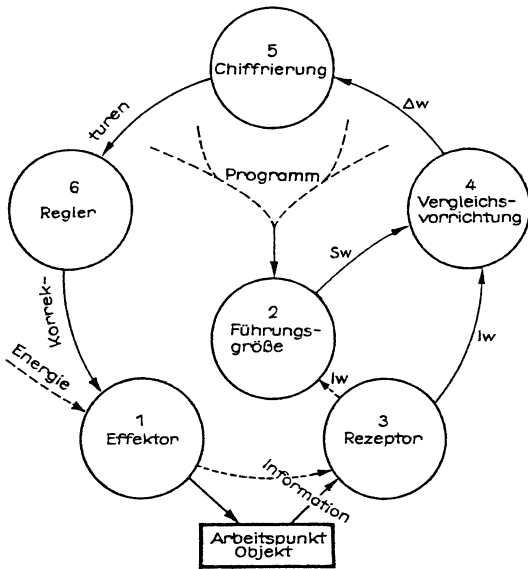 5
Chiffrierung
Δw
turen
6
Regler
Programm
4
Vergleichs-
vorrichtung
Sw
2
Führungs-
größe
Korrek-
Iw
Iw
Energie
1
Effektor
3
Rezeptor
Information
Arbeitspunkt
Objekt